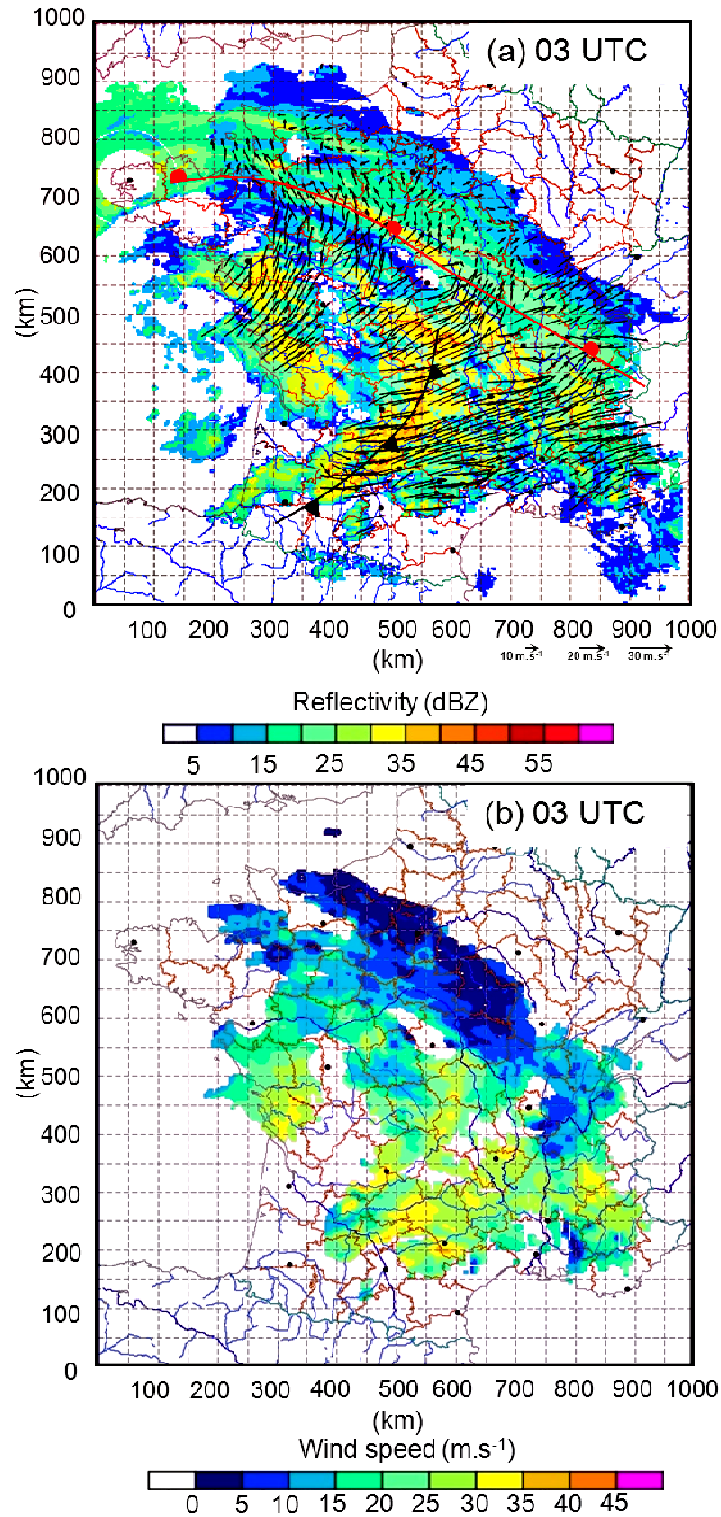 1000
(a) 03 UTC
900
800
700
600
500
400
300
200
100
0
(km)
100 200 300 400 500 600 700 800 900 1000
(km)
10 m.s-1 20 m.s-1 30 m.s-1
Reflectivity (dBZ)
5 15 25 35 45 55
1000
(b) 03 UTC
900
800
700
600
500
400
300
200
100
0
(km)
100 200 300 400 500 600 700 800 900 1000
(km)
Wind speed (m.s-1)
0 5 10 15 20 25 30 35 40 45